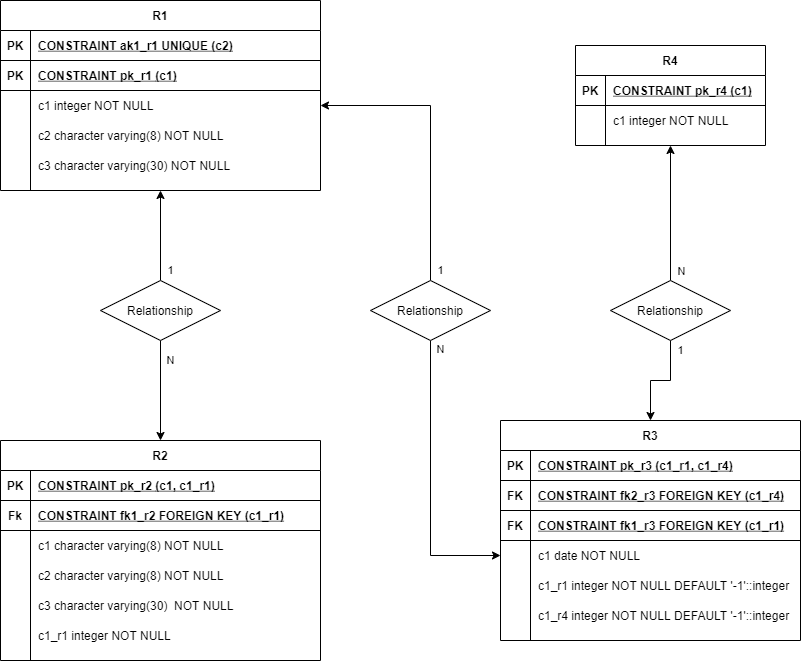 R1
PK CONSTRAINT ak1_r1 UNIQUE (c2)
PK CONSTRAINT pk_r1 (c1)
c1 integer NOT NULL
c2 character varying(8) NOT NULL
c3 character varying(30) NOT NULL
R4
PK CONSTRAINT pk_r4 (c1)
c1 integer NOT NULL
1
Relationship
N
1
Relationship
N
N
Relationship
1
R2
PK CONSTRAINT pk_r2 (c1, c1_r1)
Fk CONSTRAINT fk1_r2 FOREIGN KEY (c1_r1)
c1 character varying(8) NOT NULL
c2 character varying(8) NOT NULL
c3 character varying(30) NOT NULL
c1_r1 integer NOT NULL
R3
PK CONSTRAINT pk_r3 (c1_r1, c1_r4)
FK CONSTRAINT fk2_r3 FOREIGN KEY (c1_r4)
FK CONSTRAINT fk1_r3 FOREIGN KEY (c1_r1)
c1 date NOT NULL
c1_r1 integer NOT NULL DEFAULT '-1'::integer
c1_r4 integer NOT NULL DEFAULT '-1'::integer